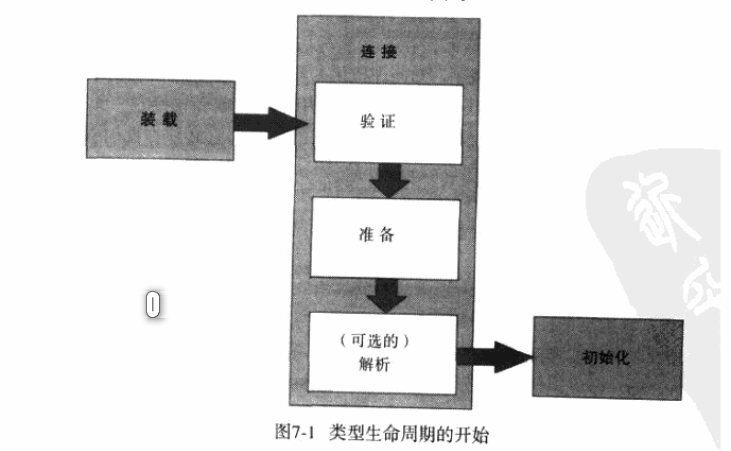 连接
装载
验证
准备
（可选的）
解析
初始化
图7-1 类型生命周期的开始